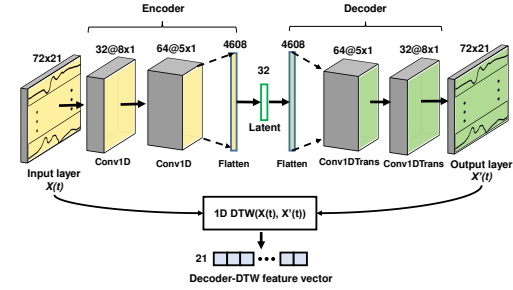 Encoder
Decoder
72x21
32@8x1
64@5x1
4608
4608
64@5x1
32@8x1
72x21
32
Latent
Conv1D
Conv1D
Flatten
Flatten
Conv1DTrans
Conv1DTrans
Input layer
X(t)
Output layer
X'(t)
1D DTW(X(t), X'(t))
21
Decoder-DTW feature vector